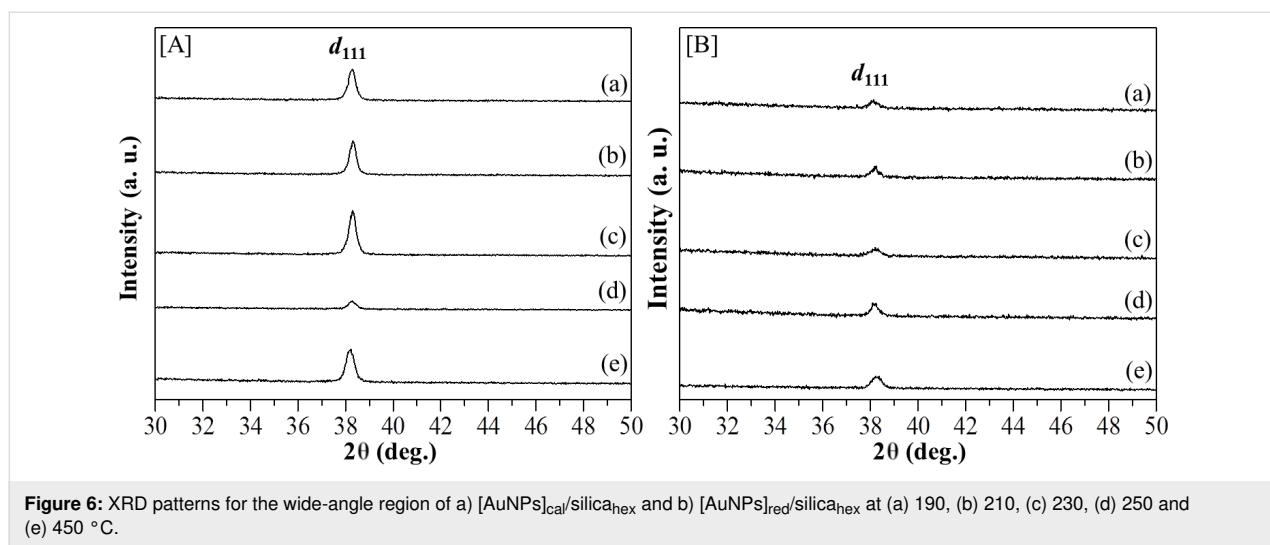 [A]
d111
(a)
(b)
(c)
(d)
(e)
Intensity (a. u.)
30 32 34 36 38 40 42 44 46 48 50
2θ (deg.)
[B]
d111
(a)
(b)
(c)
(d)
(e)
Intensity (a. u.)
30 32 34 36 38 40 42 44 46 48 50
2θ (deg.)
Figure 6: XRD patterns for the wide-angle region of a) [AuNPs]cal/silicahex and b) [AuNPs]red/silicahex at (a) 190, (b) 210, (c) 230, (d) 250 and
(e) 450 °C.